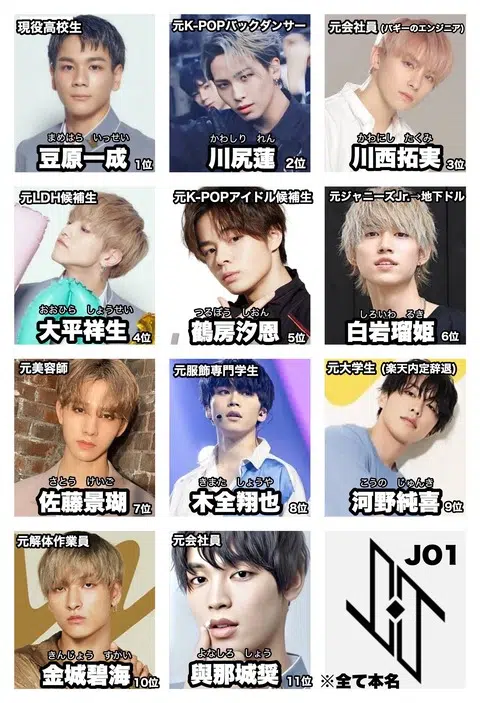 現役高校生
まめはら いっせい
豆原一成 1位
元K-POPバックダンサー
かわしり れん
川尻蓮 2位
元会社員 (バギーのエンジニア)
かわにし たくみ
川西拓実 3位
元LDH候補生
おおひら しょうせい
大平祥生 4位
元K-POPアイドル候補生
つるぼう しおん
鶴房汐恩 5位
元ジャニーズJr.→地下ドル
しろいわ るき
白岩瑠姫 6位
元美容師
さとう けいご
佐藤景瑚 7位
元服飾専門学生
きまた しょうや
木全翔也 8位
元大学生 (楽天内定辞退)
こうの じゅんき
河野純喜 9位
元解体作業員
きんじょう すかい
金城碧海 10位
元会社員
よなしろ しょう
與那城奨 11位
JO1
※全て本名